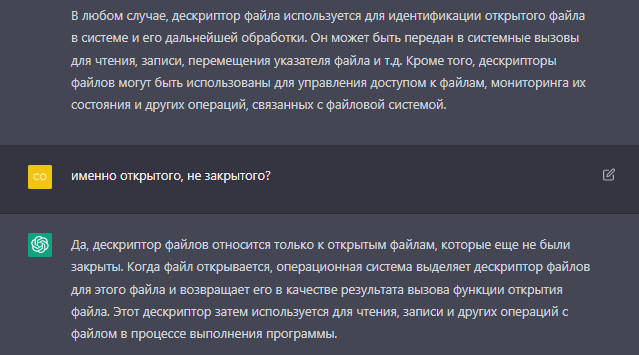 В любом случае, дескриптор файла используется для идентификации открытого файла
в системе и его дальнейшей обработки. Он может быть передан в системные вызовы
для чтения, записи, перемещения указателя файла и т.д. Кроме того, дескрипторы
файлов могут быть использованы для управления доступом к файлам, мониторинга их
состояния и других операций, связанных с файловой системой.
CO
именно открытого, не закрытого?
Да, дескриптор файлов относится только к открытым файлам, которые еще не были
закрыты. Когда файл открывается, операционная система выделяет дескриптор файлов
для этого файла и возвращает его в качестве результата вызова функции открытия
файла. Этот дескриптор затем используется для чтения, записи и других операций с
файлом в процессе выполнения программы.